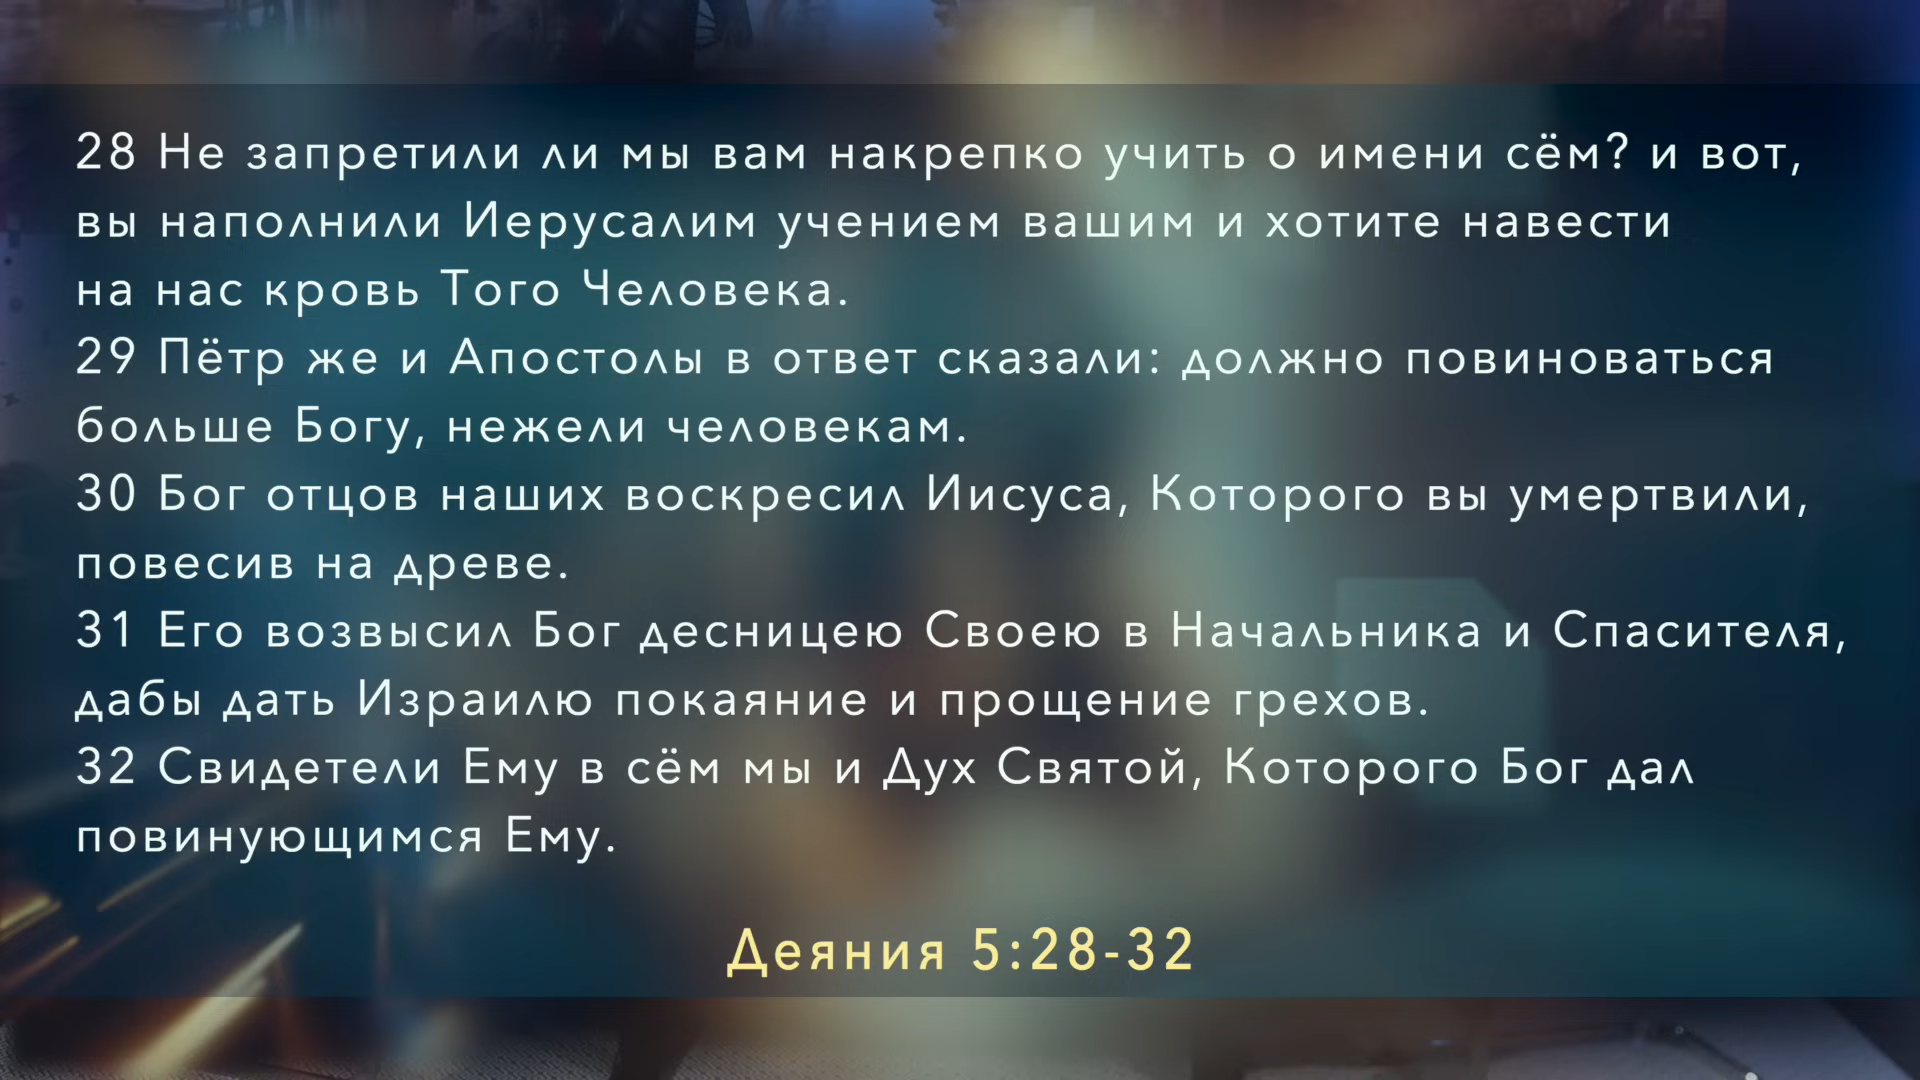 28 Не запретили ли мы вам накрепко учить о имени сём? и вот,
вы наполнили Иерусалим учением вашим и хотите навести
на нас кровь Того Человека.
29 Пётр же и Апостолы в ответ сказали: должно повиноваться
больше Богу, нежели человекам.
30 Бог отцов наших воскресил Иисуса, Которого вы умертвили,
повесив на древе.
31 Его возвысил Бог десницею Своею в Начальника и Спасителя,
дабы дать Израилю покаяние и прощение грехов.
32 Свидетели Ему в сём мы и Дух Святой, Которого Бог дал
повинующимся Ему.
Деяния 5:28-32